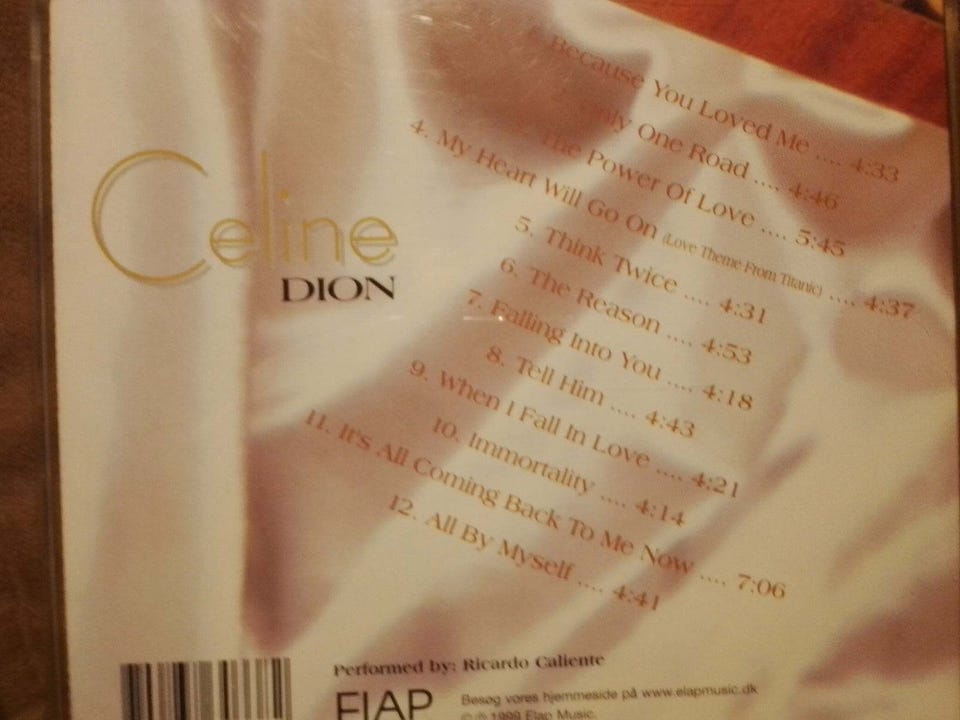 Because You Loved Me .... 4:33
Only One Road .... 4:46
The Power Of Love .... 5:45
4. My Heart Will Go On (Love Theme From Titanic) .... 4:37
5. Think Twice .... 4:31
6. The Reason .... 4:53
7. Falling Into You .... 4:18
8. Tell Him .... 4:43
9. When I Fall In Love .... 4:21
10. Immortality .... 4:14
11. It's All Coming Back To Me Now .... 7:06
12. All By Myself .... 4:41
Celine
DION
Performed by: Ricardo Caliente
ELAP
Besøg vores hjemmeside på www.elapmusic.dk
©℗ 1999 Elap Music.